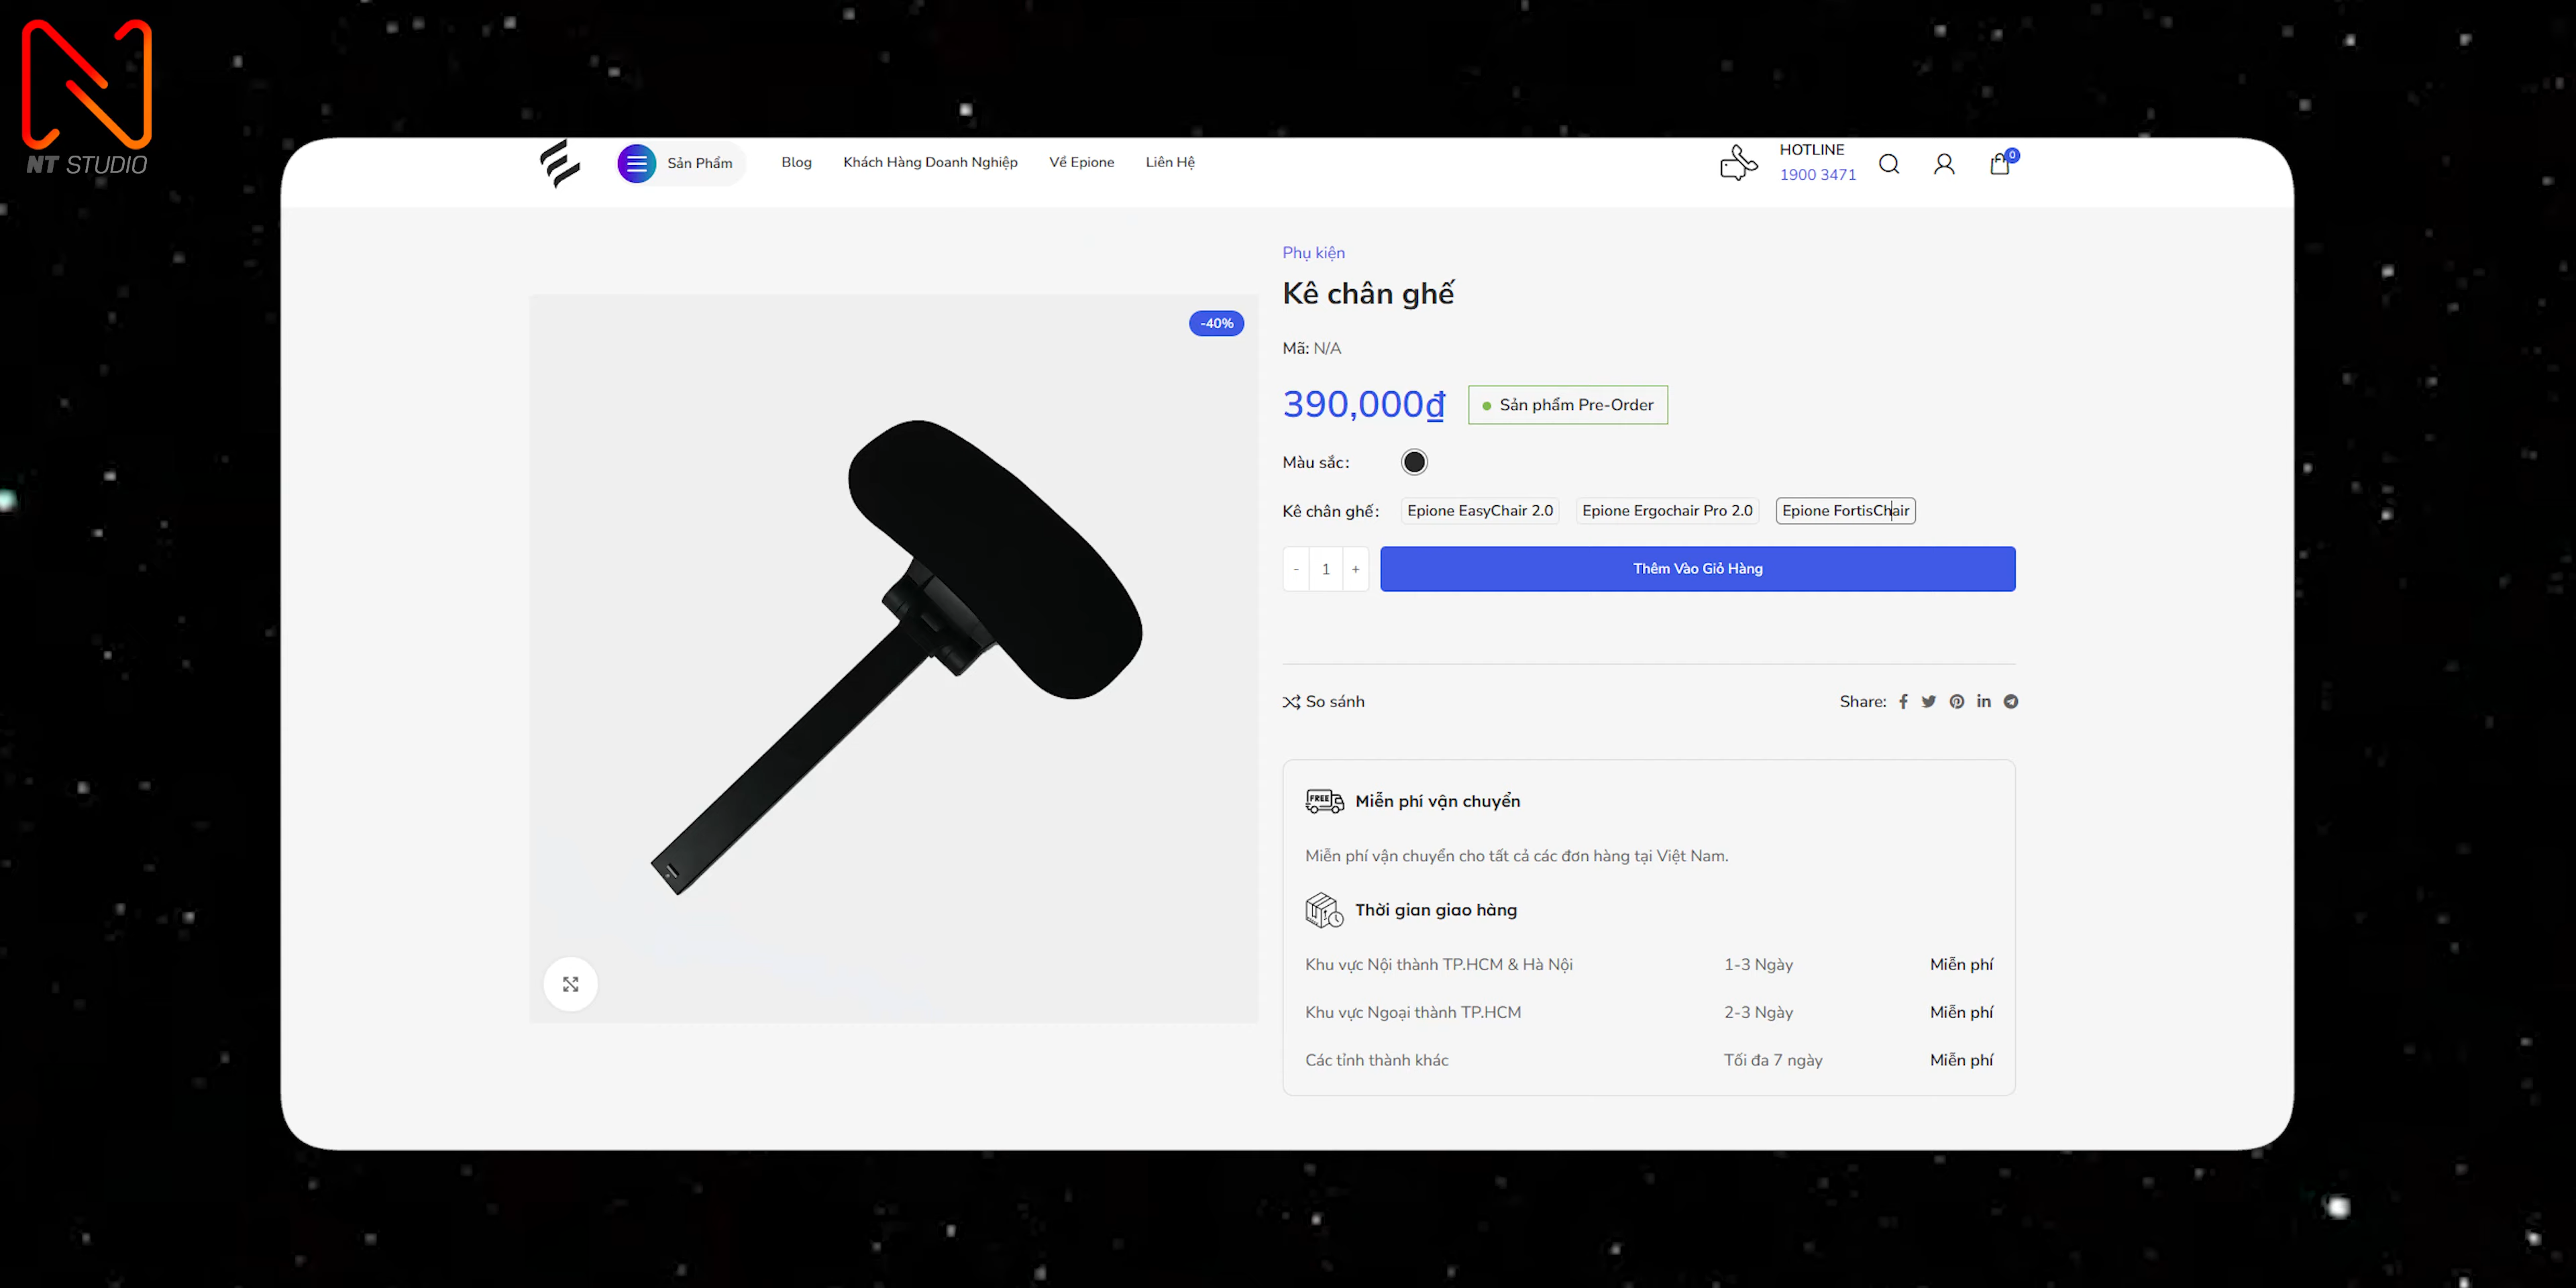 NT STUDIO
Sản Phẩm
Blog
Khách Hàng Doanh Nghiệp
Về Epione
Liên Hệ
HOTLINE
1900 3471
0
Phụ kiện
Kê chân ghế
-40%
Mã: N/A
390,000₫
Sản phẩm Pre-Order
Màu sắc:
Kê chân ghế:
Epione EasyChair 2.0
Epione Ergochair Pro 2.0
Epione FortisChair
- 1 +
Thêm Vào Giỏ Hàng
So sánh
Share:
FREE
Miễn phí vận chuyển
Miễn phí vận chuyển cho tất cả các đơn hàng tại Việt Nam.
Thời gian giao hàng
Khu vực Nội thành TP.HCM & Hà Nội 1-3 Ngày Miễn phí
Khu vực Ngoại thành TP.HCM 2-3 Ngày Miễn phí
Các tỉnh thành khác Tối đa 7 ngày Miễn phí